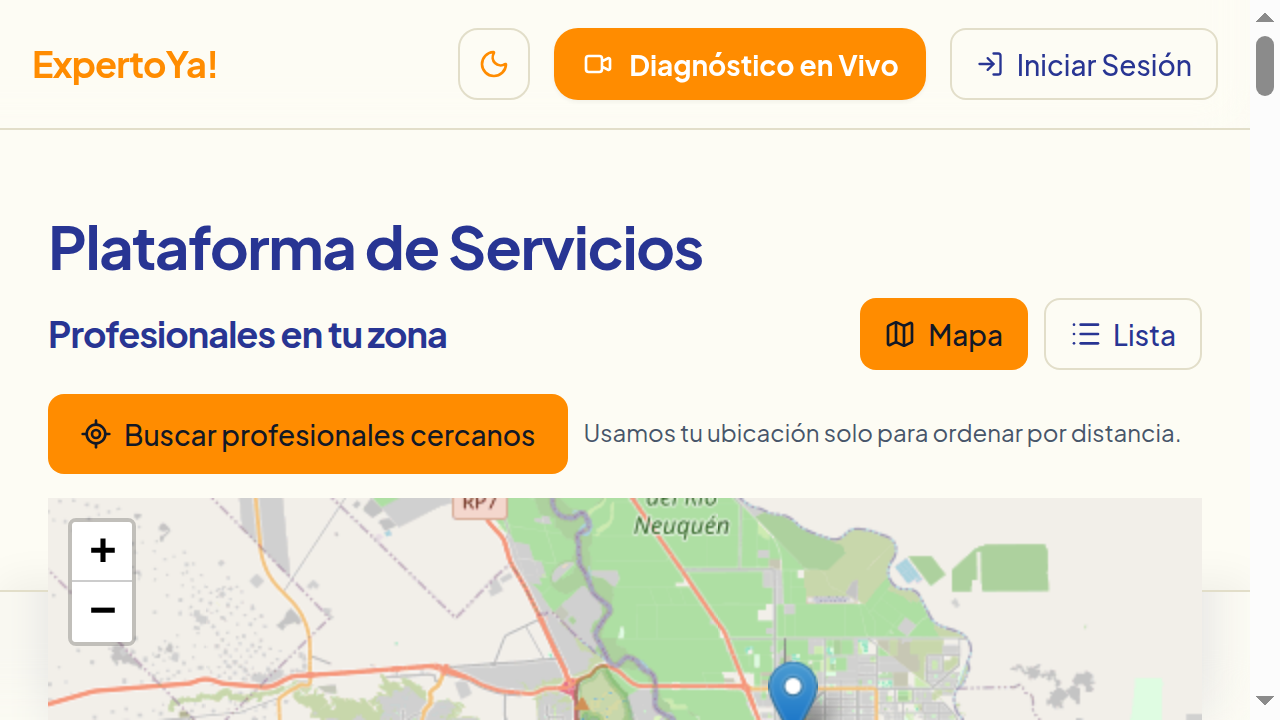 ExpertoYa!
Diagnóstico en Vivo
Iniciar Sesión
Plataforma de Servicios
Profesionales en tu zona
Mapa
Lista
Buscar profesionales cercanos
Usamos tu ubicación solo para ordenar por distancia.
RP7
del Río
Neuquén
+
−